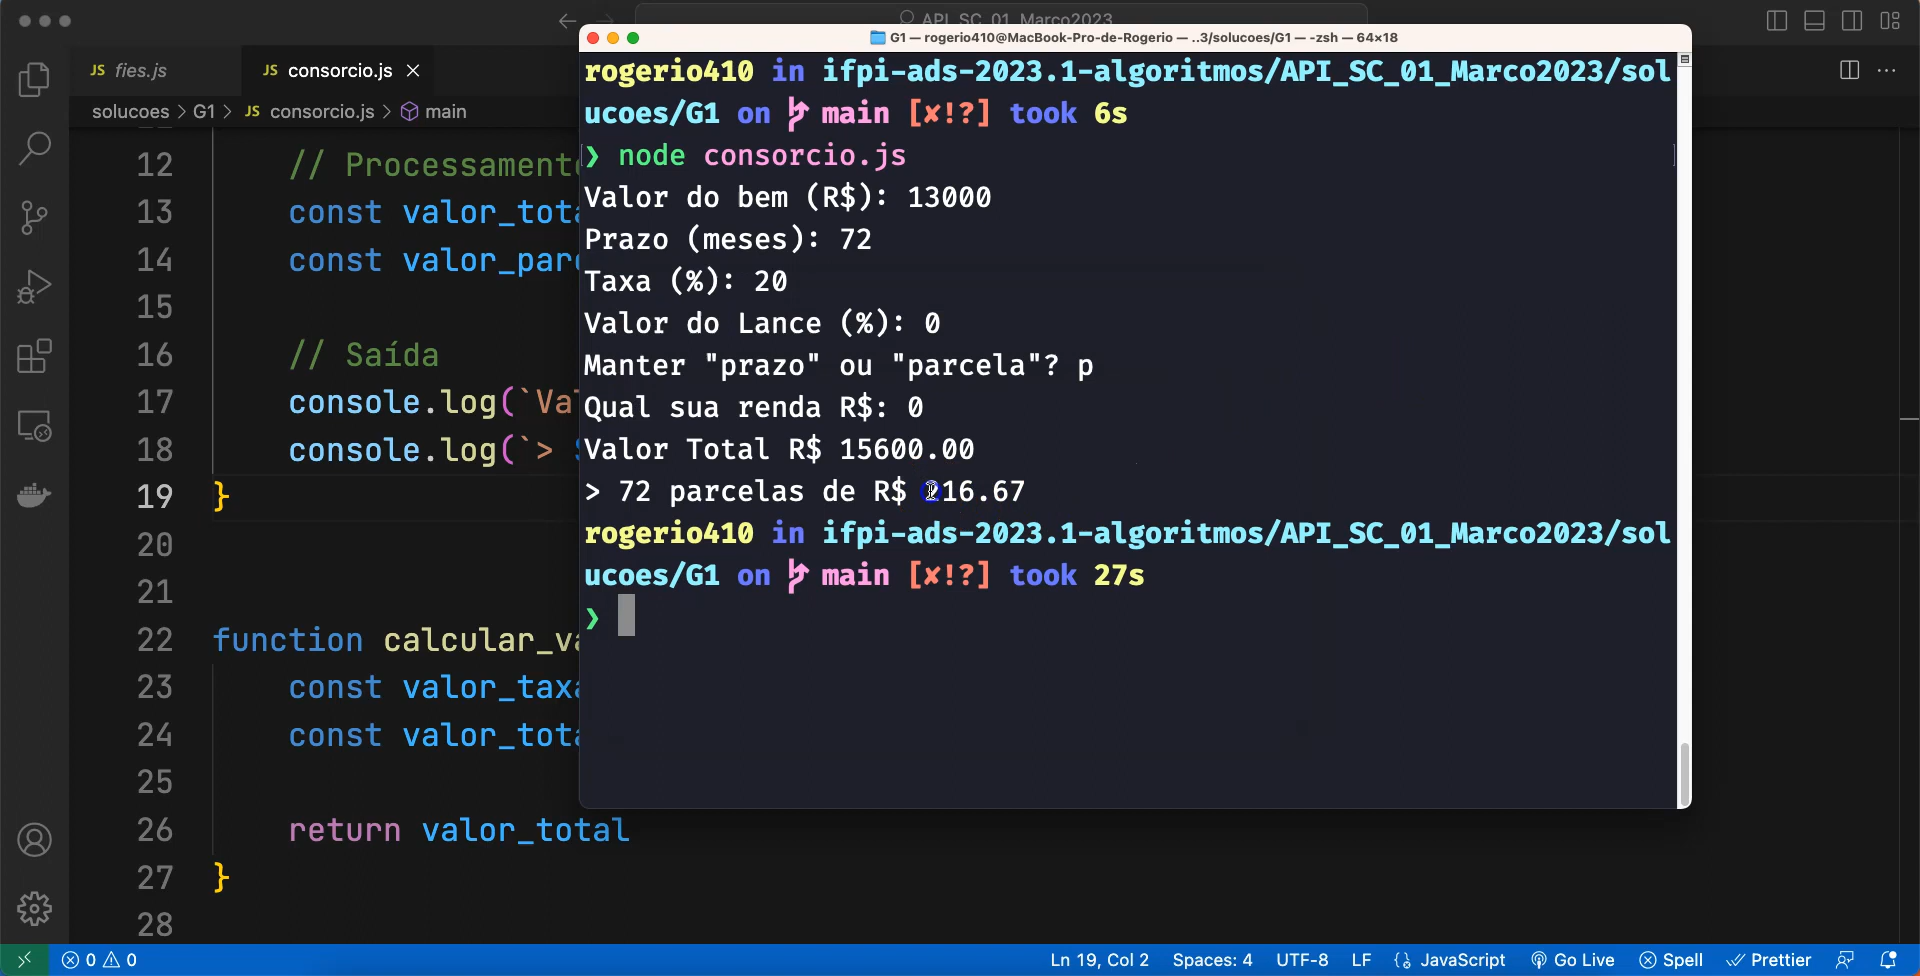 API_SC_01_Marco2023
JS fies.js
JS consorcio.js
solucoes > G1 > JS consorcio.js > main
12 // Processamento
13 const valor_tota
14 const valor_parc
15
16 // Saída
17 console.log(`Val
18 console.log(`>
19 }
20
21
22 function calcular_va
23 const valor_taxa
24 const valor_tota
25
26 return valor_total
27 }
28
G1 — rogerio410@MacBook-Pro-de-Rogerio — ..3/solucoes/G1 — -zsh — 64×18
rogerio410 in ifpi-ads-2023.1-algoritmos/API_SC_01_Marco2023/sol
ucoes/G1 on main [✘!?] took 6s
❯ node consorcio.js
Valor do bem (R$): 13000
Prazo (meses): 72
Taxa (%): 20
Valor do Lance (%): 0
Manter "prazo" ou "parcela"? p
Qual sua renda R$: 0
Valor Total R$ 15600.00
> 72 parcelas de R$ 216.67
rogerio410 in ifpi-ads-2023.1-algoritmos/API_SC_01_Marco2023/sol
ucoes/G1 on main [✘!?] took 27s
❯
0 0 Ln 19, Col 2 Spaces: 4 UTF-8 LF {} JavaScript Go Live Spell Prettier